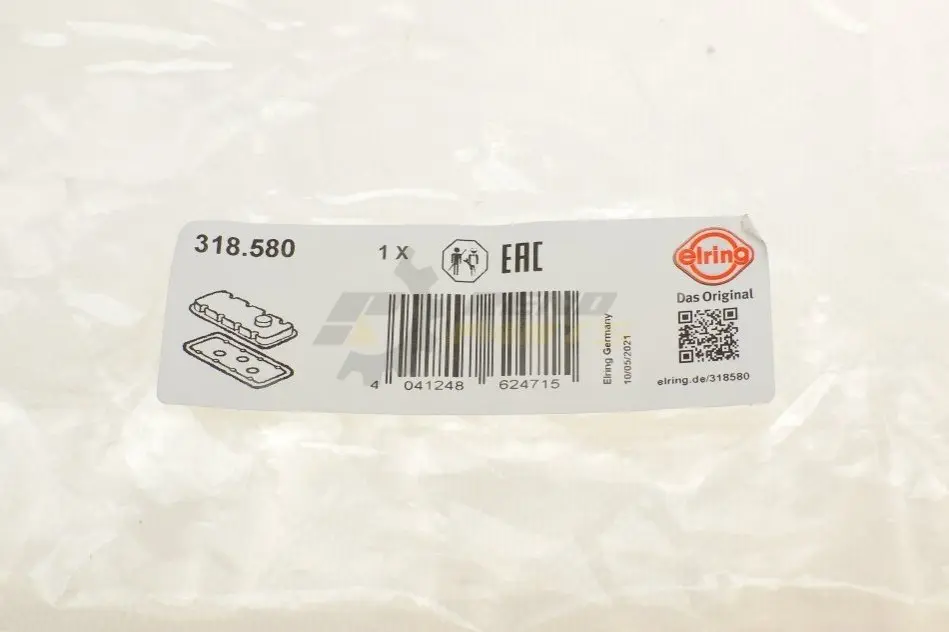 318.580
1 X
EAC
elring
Das Original
4 041248 624715
Elring Germany
10/05/2021
elring.de/318580